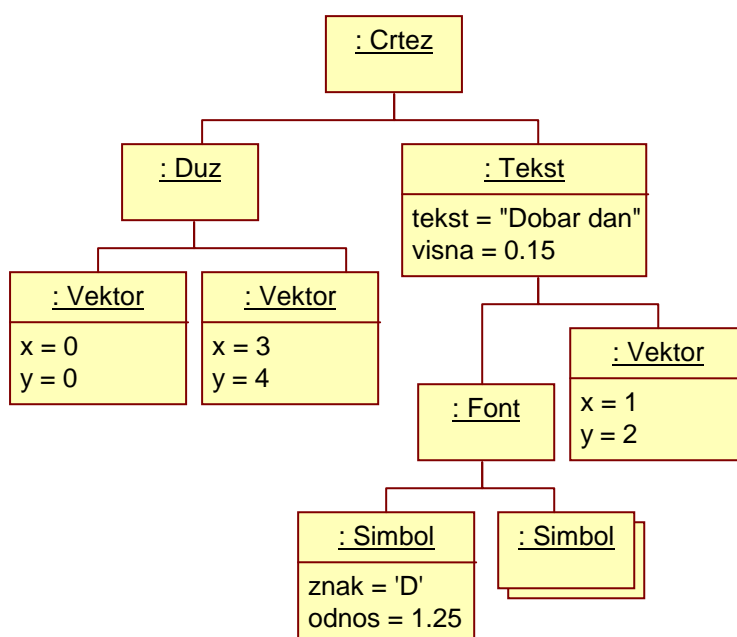 : Crtez
: Duz
: Tekst
tekst = "Dobar dan"
visna = 0.15
: Vektor
x = 0
y = 0
: Vektor
x = 3
y = 4
: Font
: Vektor
x = 1
y = 2
: Simbol
znak = 'D'
odnos = 1.25
: Simbol